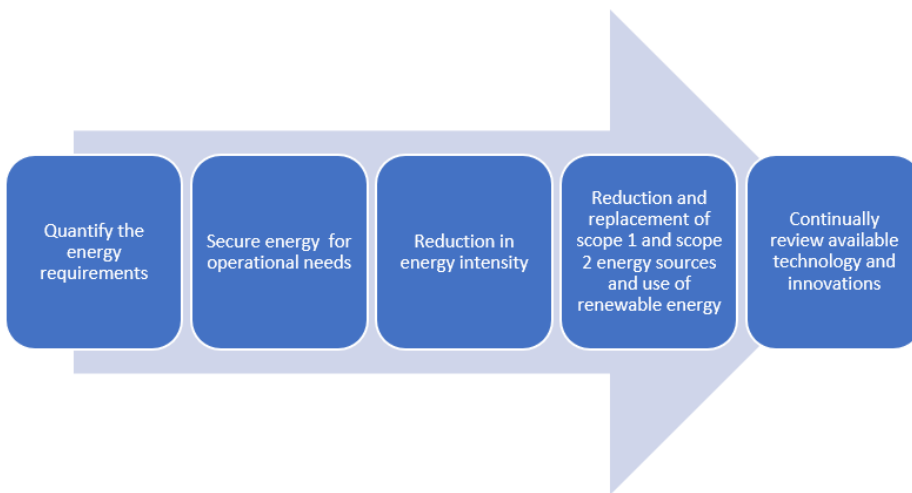 Quantify the
energy
requirements
Secure energy for
operational needs
Reduction in
energy intensity
Reduction and
replacement of
scope 1 and scope
2 energy sources
and use of
renewable energy
Continually
review available
technology and
innovations